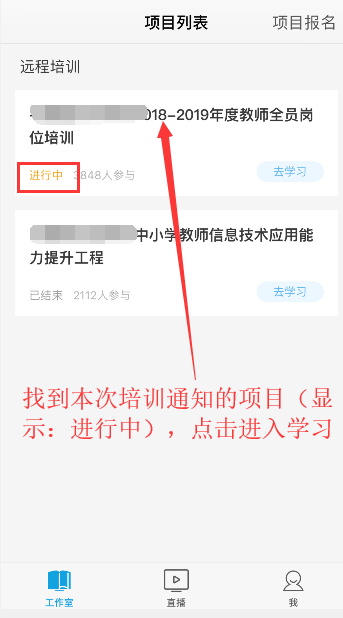 项目列表 项目报名
远程培训
018-2019年度教师全员岗
位培训
进行中 3848人参与 去学习
中小学教师信息技术应用能
力提升工程
已结束 2112人参与 去学习
找到本次培训通知的项目（显
示：进行中），点击进入学习
工作室 直播 我